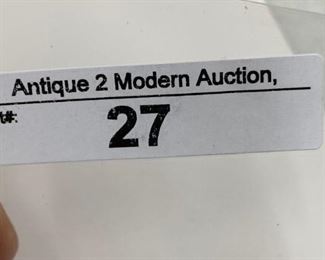 Antique 2 Modern Auction,
t#: 27